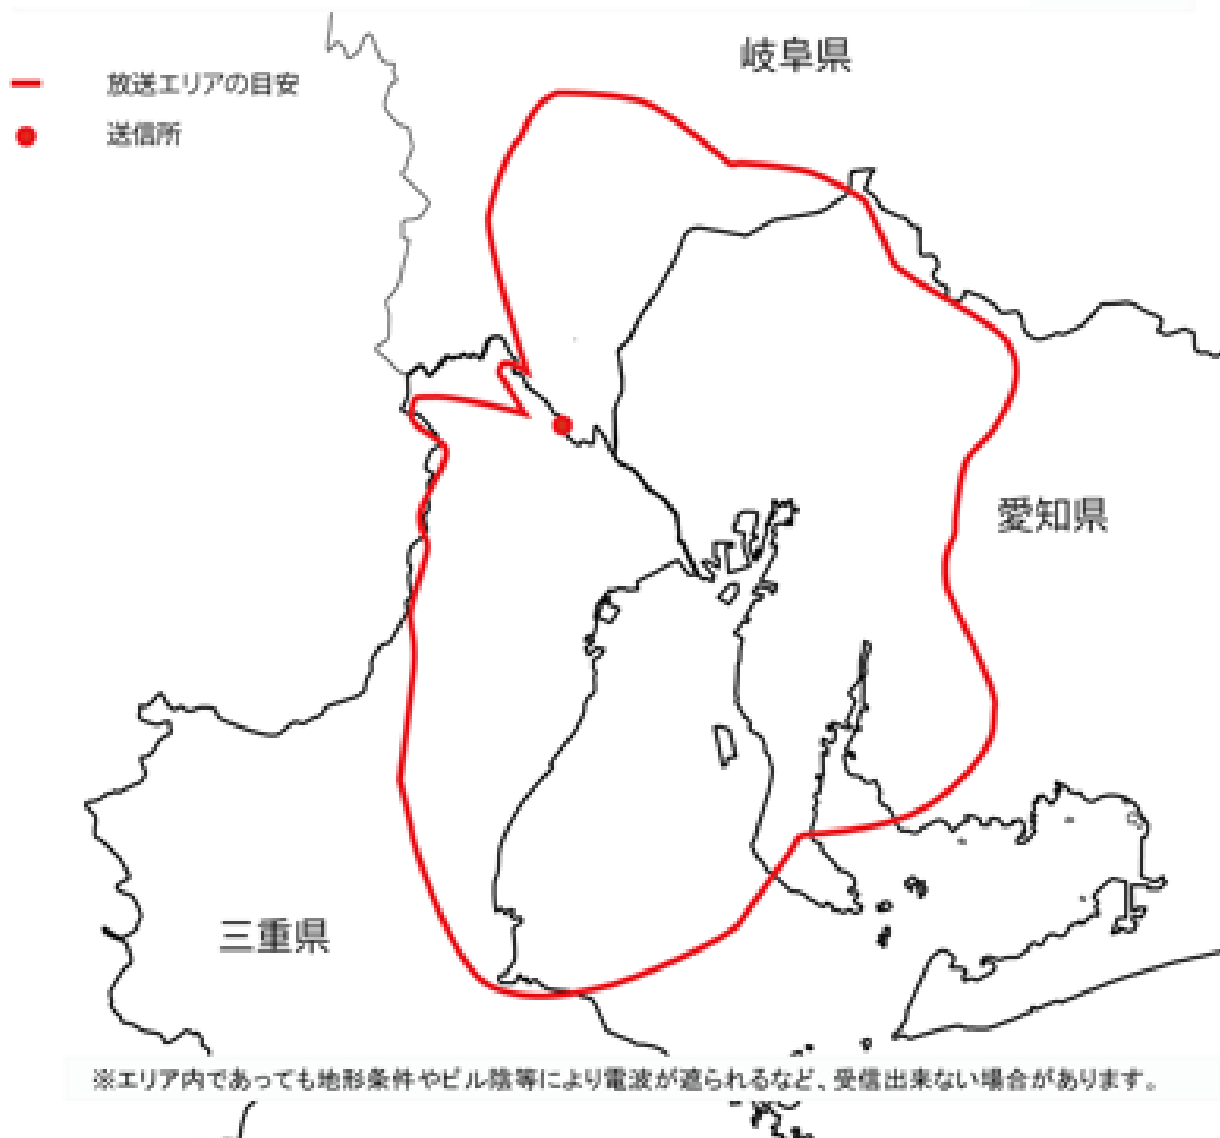 岐阜県
放送エリアの目安
送信所
愛知県
三重県
※エリア内であっても地形条件やビル陰等により電波が遮られるなど、受信出来ない場合があります。